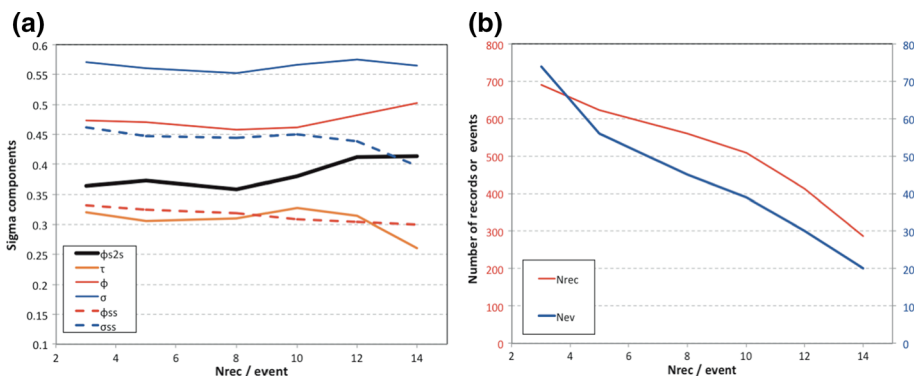 (a)
Sigma components
0.6
0.55
0.5
0.45
0.4
0.35
0.3
0.25
0.2
0.15
0.1
2 4 6 8 10 12 14
Nrec / event
ϕs2s
τ
ϕ
σ
ϕss
σss
(b)
Number of records or events
800
700
600
500
400
300
200
100
0
80
70
60
50
40
30
20
10
0
2 4 6 8 10 12 14
Nrec / event
Nrec
Nev